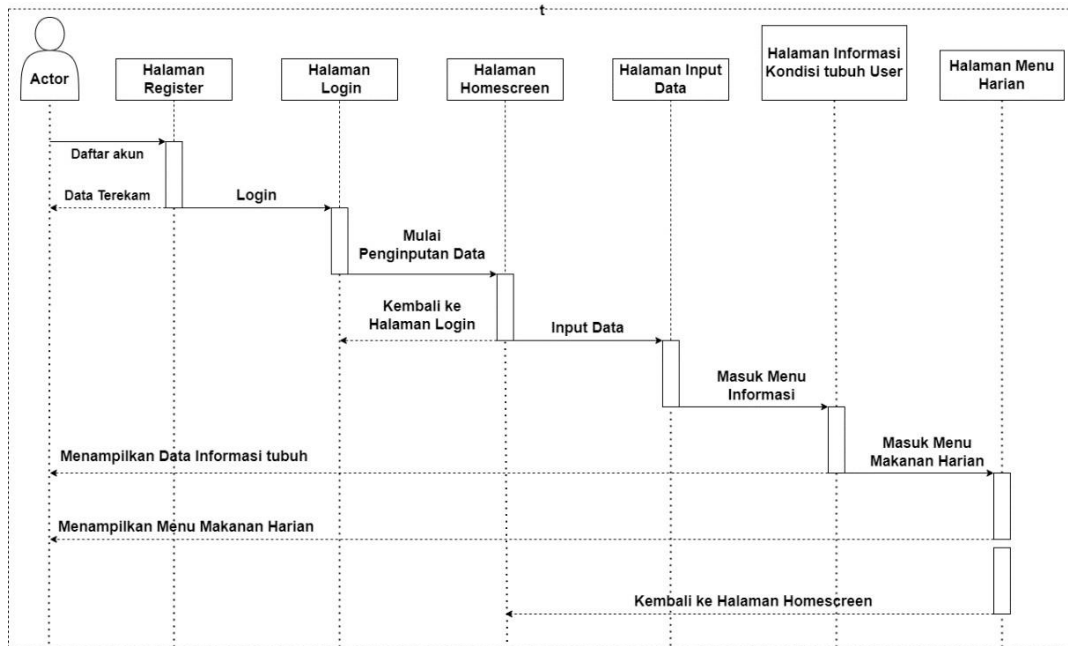 t
Actor
Halaman
Register
Halaman
Login
Halaman
Homescreen
Halaman Input
Data
Halaman Informasi
Kondisi tubuh User
Halaman Menu
Harian
Daftar akun
Data Terekam
Login
Mulai
Penginputan Data
Kembali ke
Halaman Login
Input Data
Masuk Menu
Informasi
Menampilkan Data Informasi tubuh
Masuk Menu
Makanan Harian
Menampilkan Menu Makanan Harian
Kembali ke Halaman Homescreen